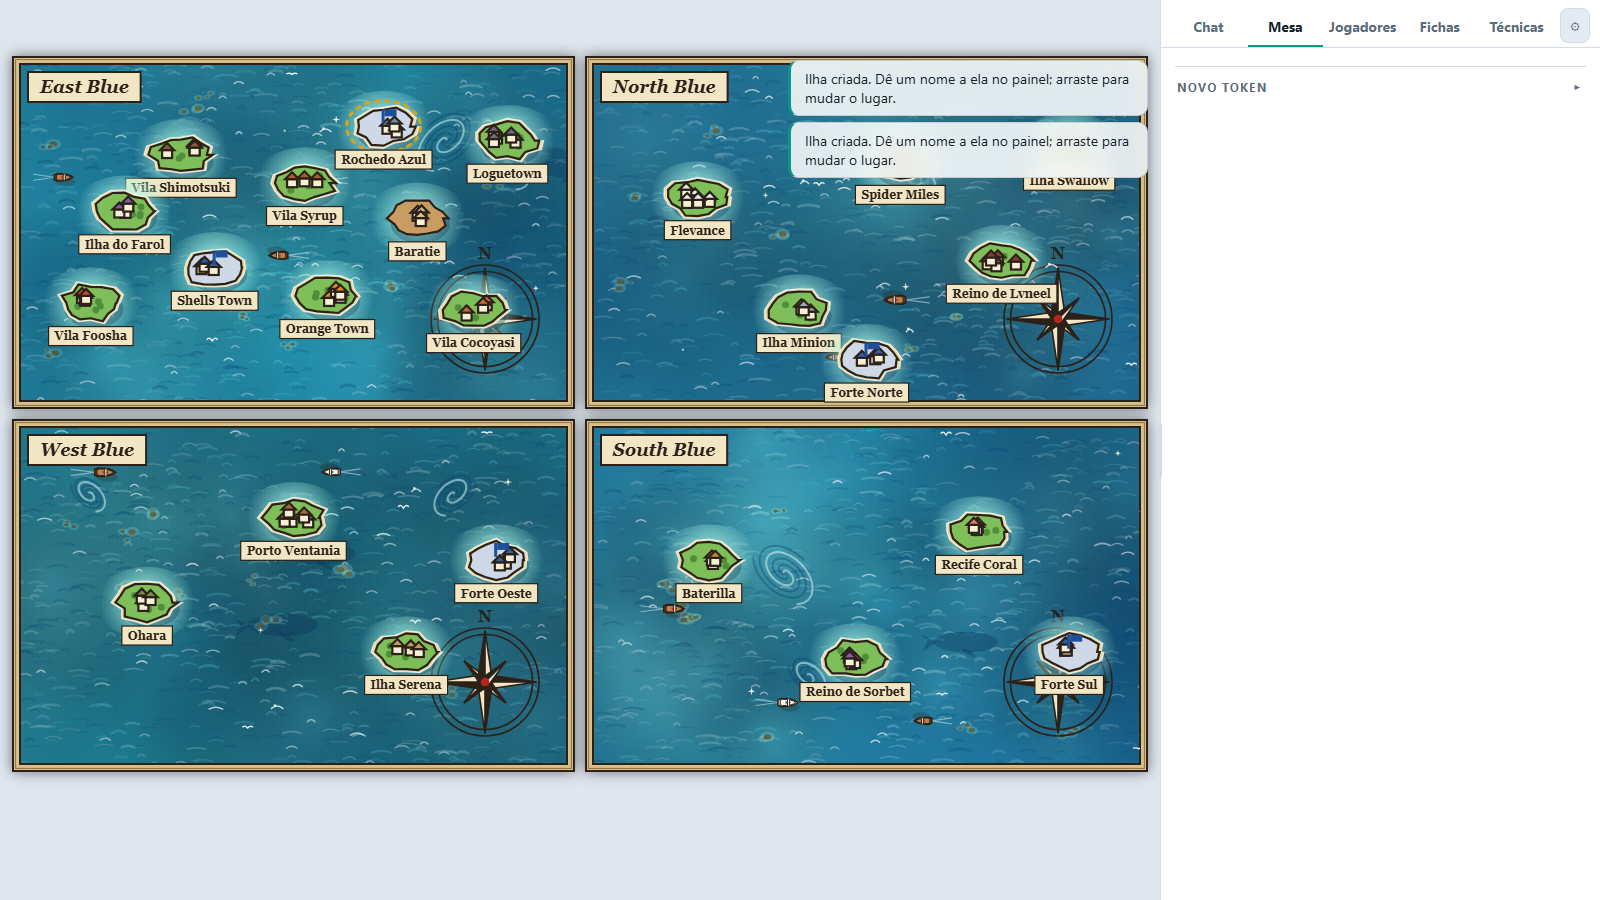 Chat
Mesa
Jogadores
Fichas
Técnicas
NOVO TOKEN
Ilha criada. Dê um nome a ela no painel; arraste para
mudar o lugar.
Ilha criada. Dê um nome a ela no painel; arraste para
mudar o lugar.
East Blue
Rochedo Azul
Loguetown
Vila Shimotsuki
Vila Syrup
Ilha do Farol
Baratie
N
Shells Town
Orange Town
Vila Foosha
Vila Cocoyasi
North Blue
Ilha Swallow
Spider Miles
Flevance
N
Reino de Lvneel
Ilha Minion
Forte Norte
West Blue
Porto Ventania
Forte Oeste
N
Ohara
Ilha Serena
South Blue
Recife Coral
Baterilla
N
Forte Sul
Reino de Sorbet